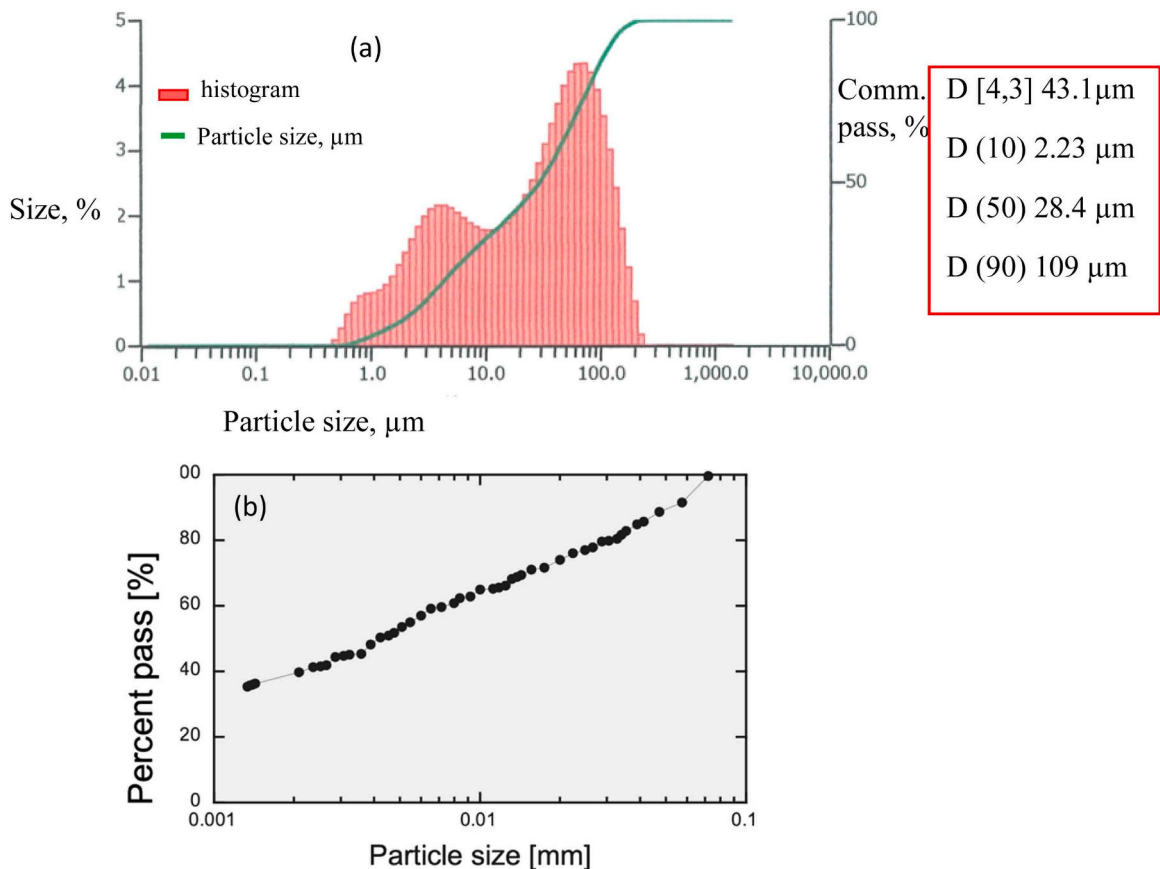 (a)
5
4
3
2
1
0
Size, %
histogram
Particle size, µm
100
50
0
Comm.
pass, %
D [4,3] 43.1µm
D (10) 2.23 µm
D (50) 28.4 µm
D (90) 109 µm
0.01 0.1 1.0 10.0 100.0 1,000.0 10,000.0
Particle size, µm
(b)
00
80
60
40
20
0
Percent pass [%]
0.001 0.01 0.1
Particle size [mm]